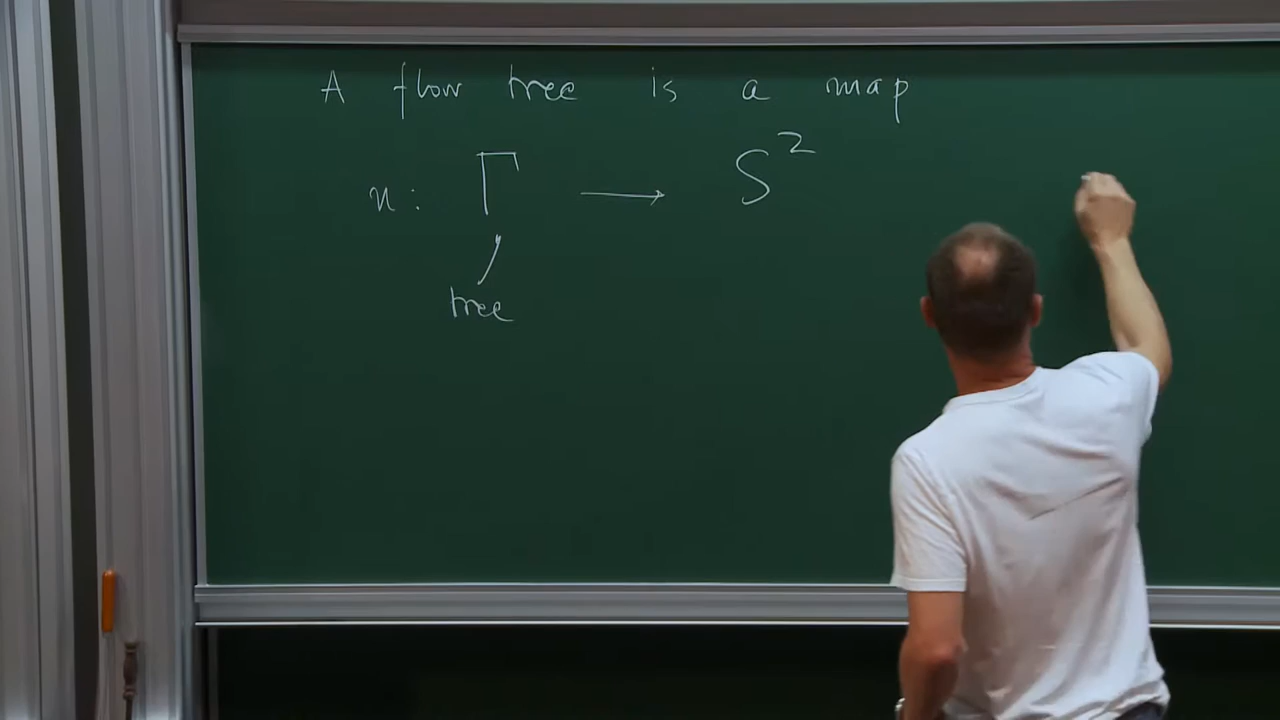 A flow tree is a map
u: Γ → S²
tree